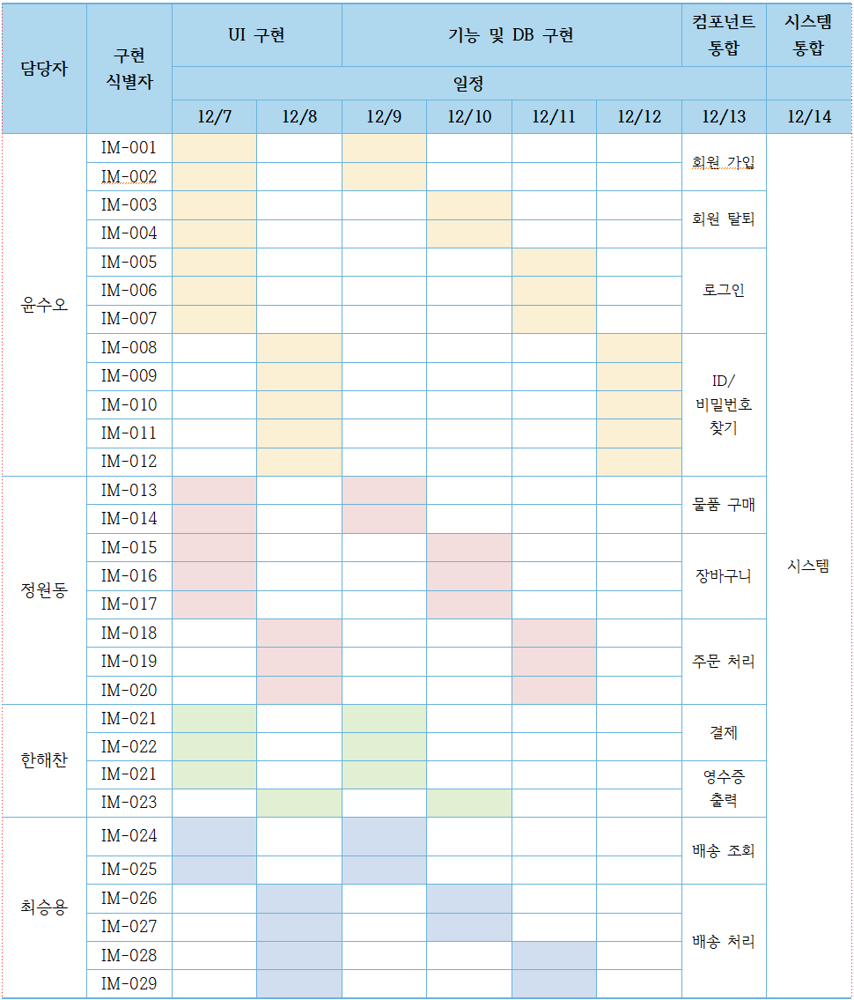 담당자
구현
식별자
UI 구현
기능 및 DB 구현
컴포넌트
통합
시스템
통합
일정
12/7 12/8 12/9 12/10 12/11 12/12 12/13 12/14
윤수오
IM-001
회원 가입
IM-002
IM-003
회원 탈퇴
IM-004
IM-005
IM-006
로그인
IM-007
IM-008
IM-009
ID/
비밀번호
찾기
IM-010
IM-011
IM-012
정원동
IM-013
물품 구매
IM-014
IM-015
IM-016
장바구니
IM-017
IM-018
IM-019
주문 처리
IM-020
시스템
한해찬
IM-021
결제
IM-022
IM-021
영수증
출력
IM-023
최승용
IM-024
배송 조회
IM-025
IM-026
IM-027
배송 처리
IM-028
IM-029